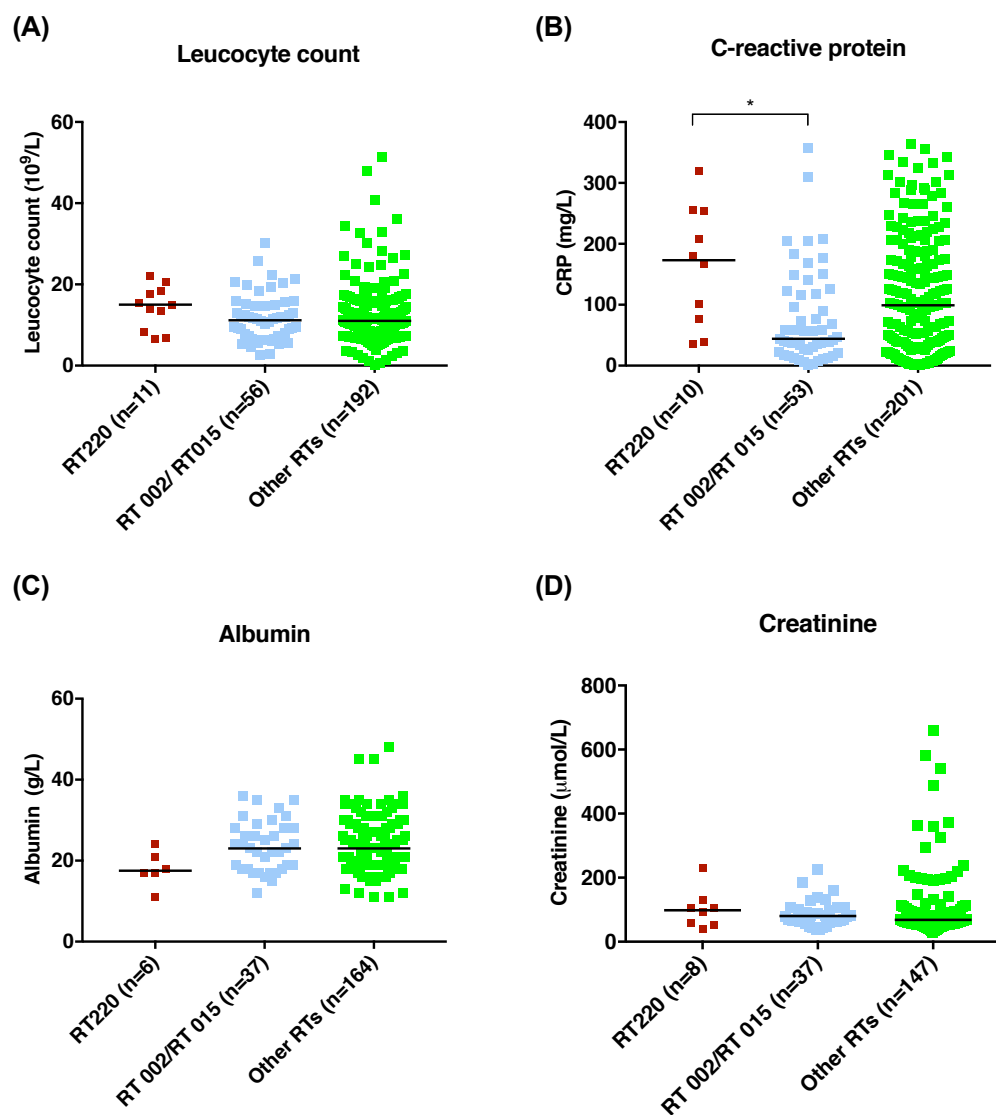 (A)
Leucocyte count
Leucocyte count (10⁹/L)
60
40
20
0
RT220 (n=11)
RT 002/ RT015 (n=56)
Other RTs (n=192)
(B)
C-reactive protein
CRP (mg/L)
400
300
200
100
0
*
RT220 (n=10)
RT 002/RT 015 (n=53)
Other RTs (n=201)
(C)
Albumin
Albumin (g/L)
60
40
20
0
RT220 (n=6)
RT 002/RT 015 (n=37)
Other RTs (n=164)
(D)
Creatinine
Creatinine (μmol/L)
800
600
400
200
0
RT220 (n=8)
RT 002/RT 015 (n=37)
Other RTs (n=147)